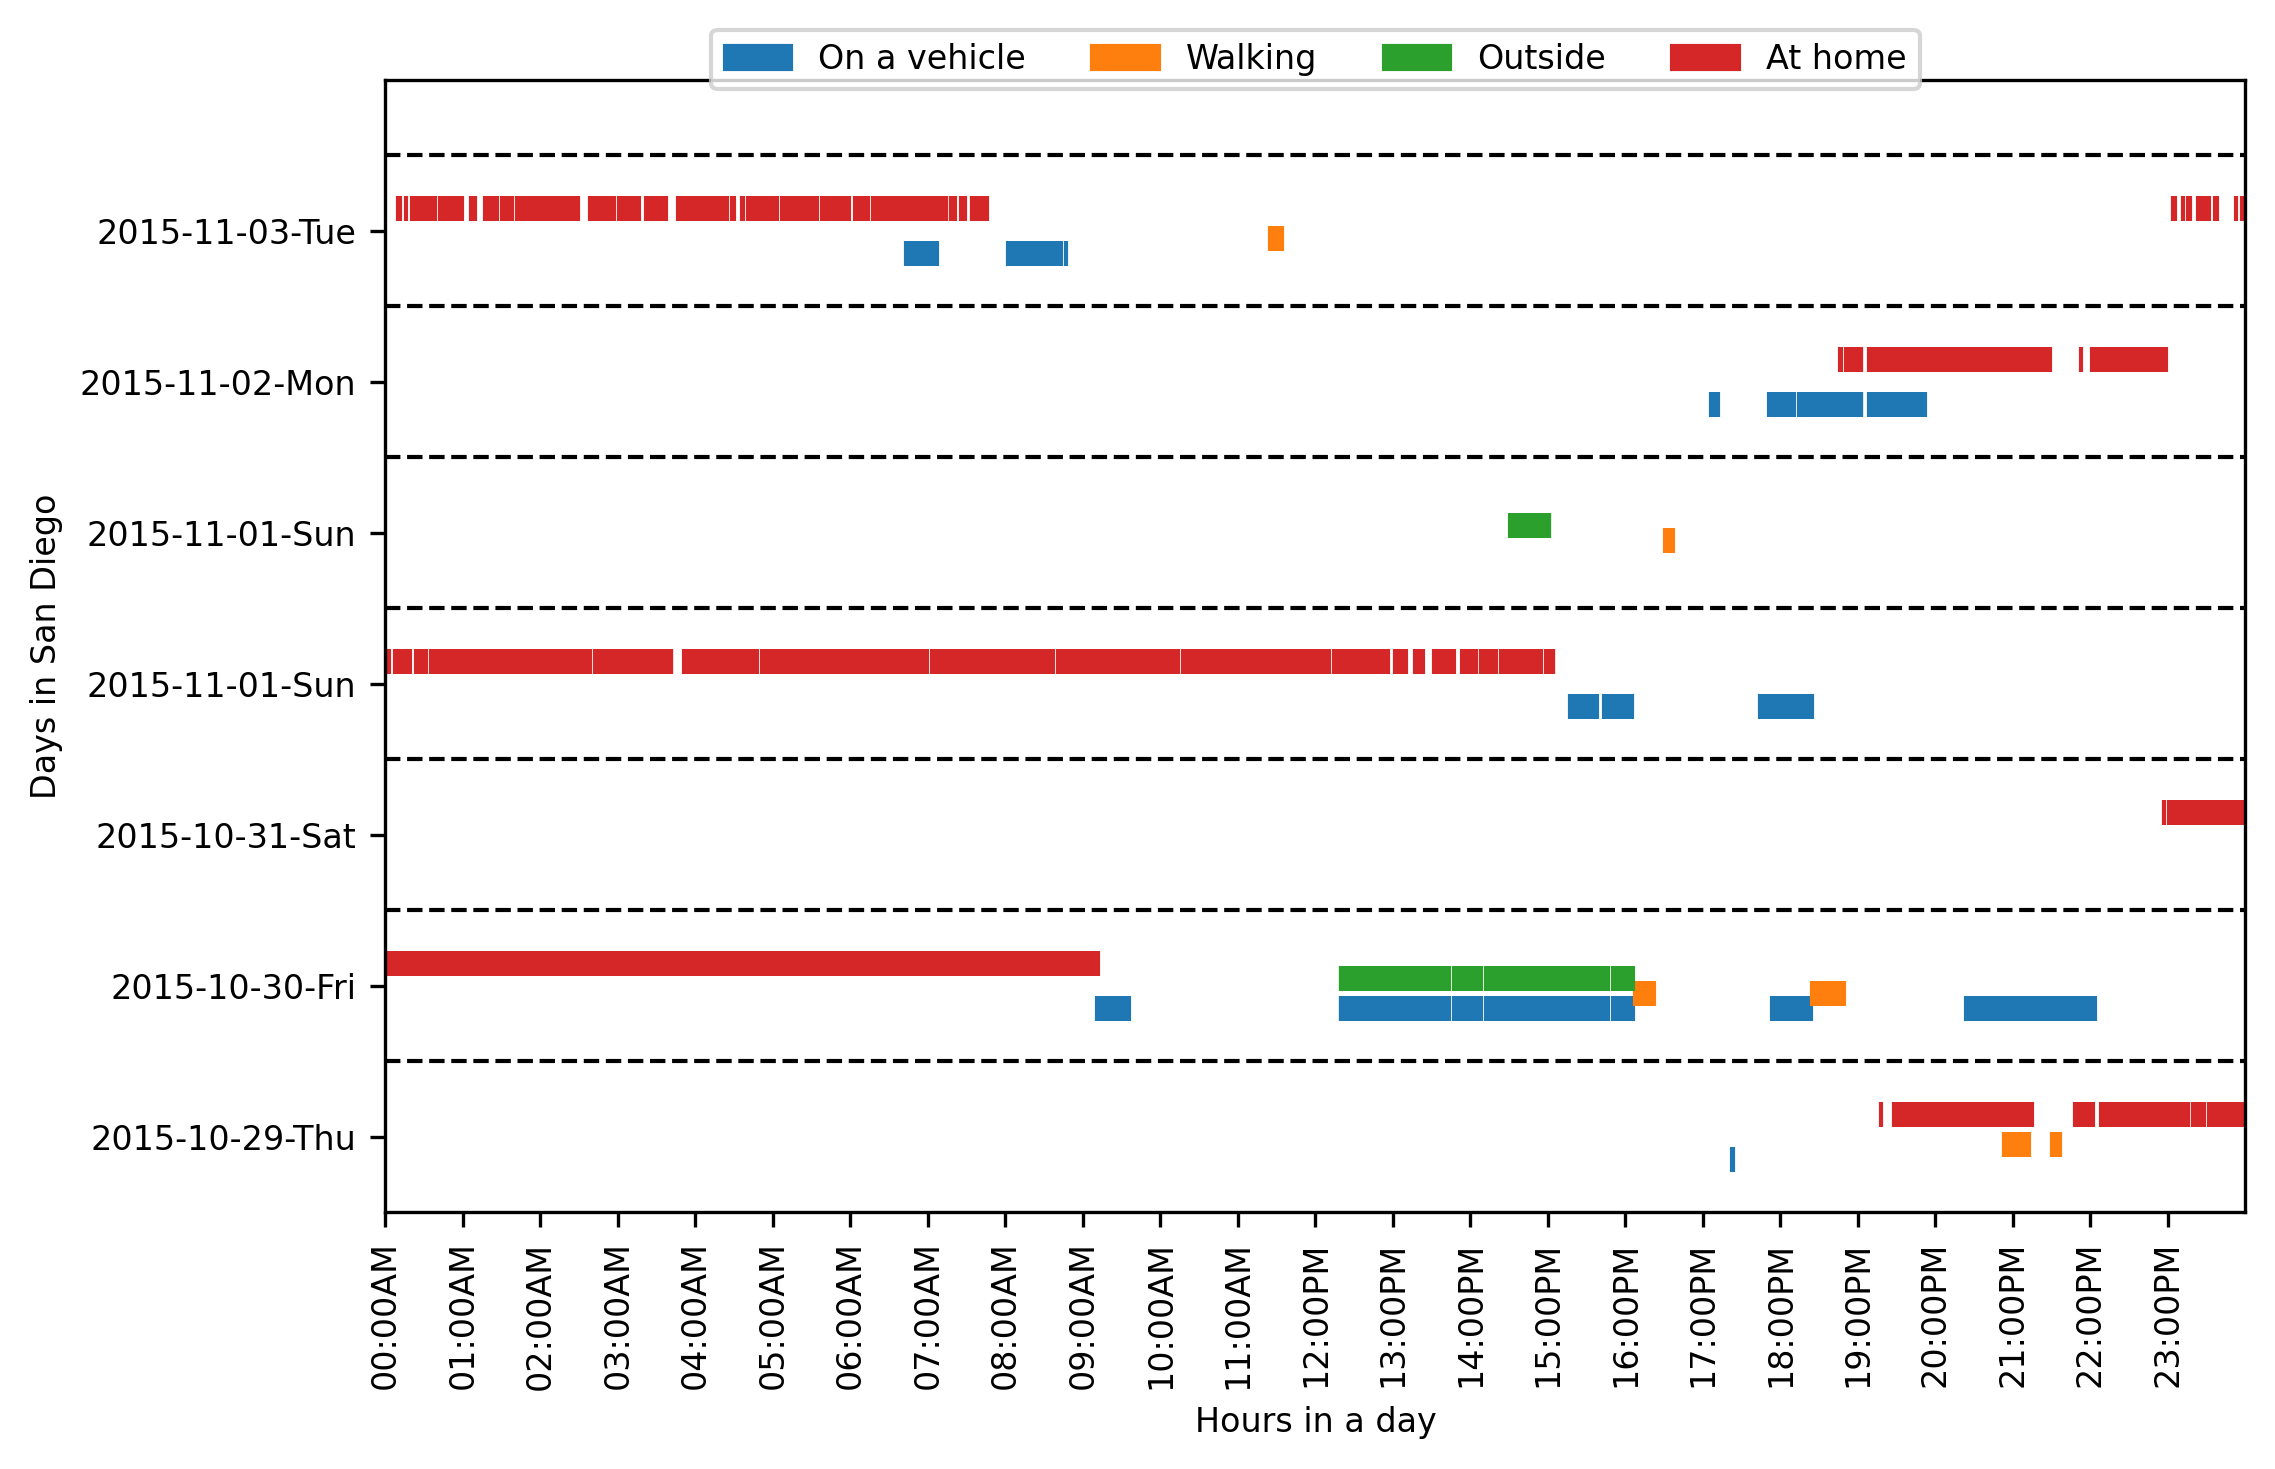 On a vehicle Walking Outside At home
2015-11-03-Tue
2015-11-02-Mon
2015-11-01-Sun
2015-11-01-Sun
2015-10-31-Sat
2015-10-30-Fri
2015-10-29-Thu
Days in San Diego
00:00AM
01:00AM
02:00AM
03:00AM
04:00AM
05:00AM
06:00AM
07:00AM
08:00AM
09:00AM
10:00AM
11:00AM
12:00PM
13:00PM
14:00PM
15:00PM
16:00PM
17:00PM
18:00PM
19:00PM
20:00PM
21:00PM
22:00PM
23:00PM
Hours in a day